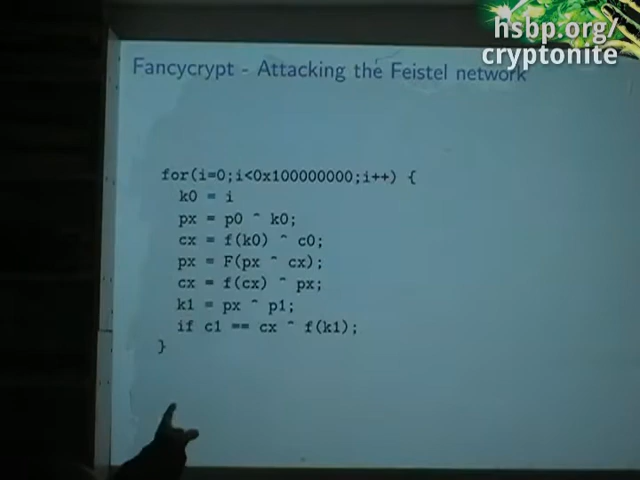 hsbp.org/
cryptonite
Fancycrypt - Attacking the Feistel network
for(i=0;i<0x100000000;i++) {
k0 = i
px = p0 ^ k0;
cx = f(k0) ^ c0;
px = F(px ^ cx);
cx = f(cx) ^ px;
k1 = px ^ p1;
if c1 == cx ^ f(k1);
}